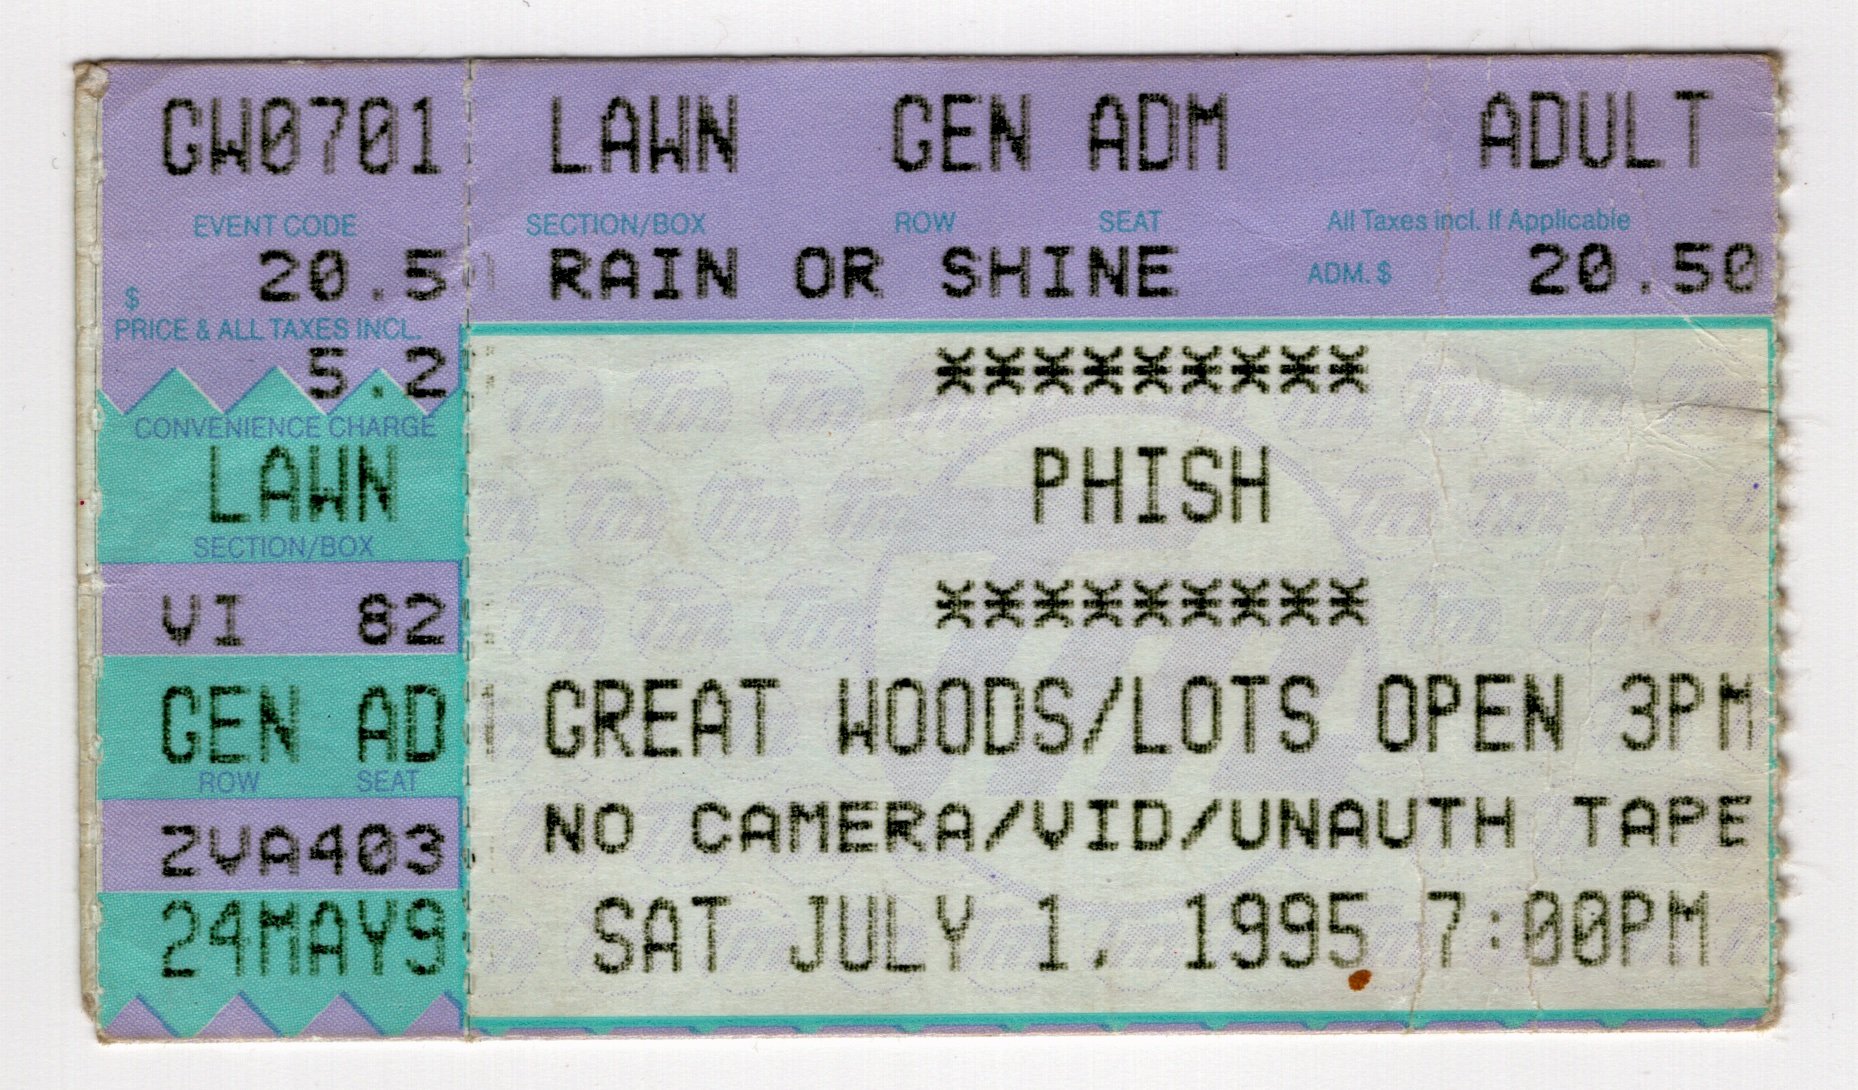 GW0701
EVENT CODE
20.5
$
PRICE & ALL TAXES INCL.
5.2
CONVENIENCE CHARGE
LAWN
SECTION/BOX
VI 82
GEN AD
ROW SEAT
ZVA403
24MAY9
LAWN GEN ADM ADULT
SECTION/BOX ROW SEAT All Taxes incl. If Applicable
RAIN OR SHINE ADM. $ 20.50
*********
PHISH
*********
GREAT WOODS/LOTS OPEN 3PM
NO CAMERA/VID/UNAUTH TAPE
SAT JULY 1, 1995 7:00PM